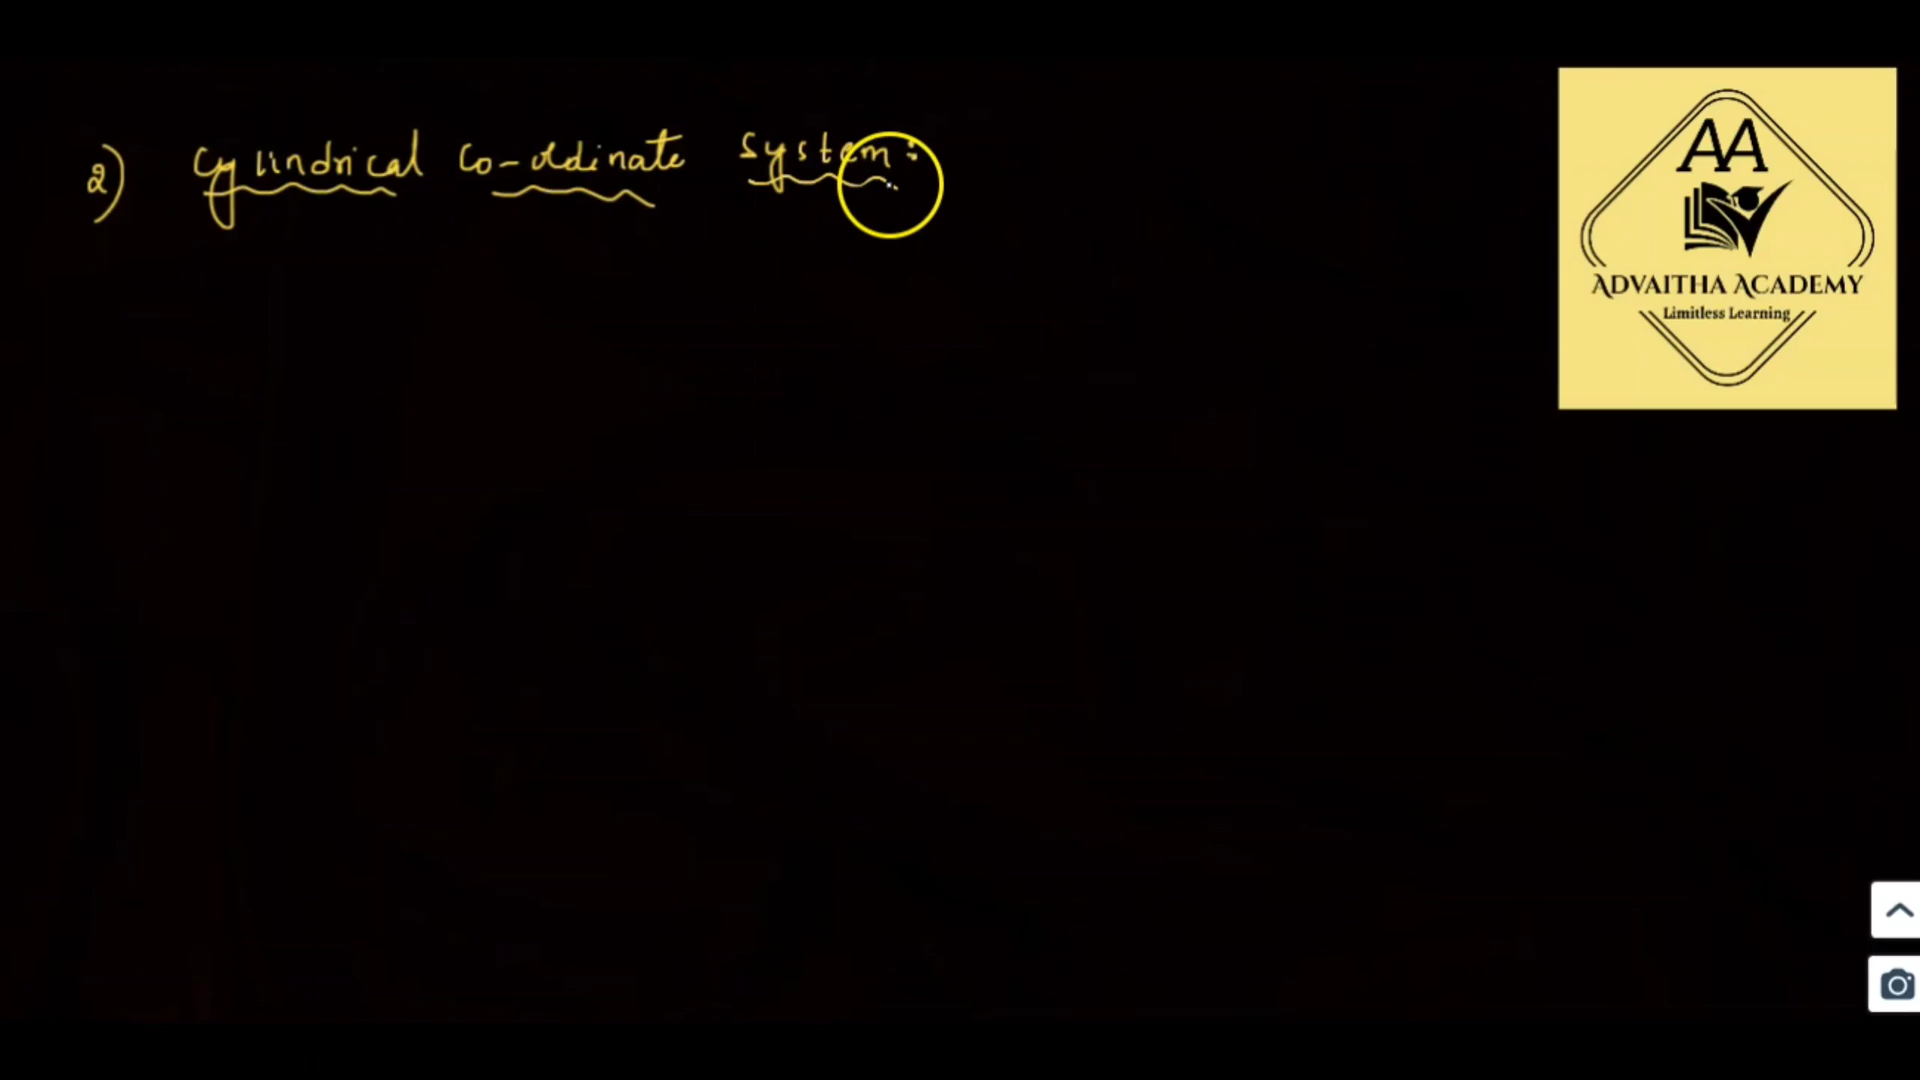 2) Cylindrical Co-ordinate System:
AA
ADVAITHA ACADEMY
Limitless Learning